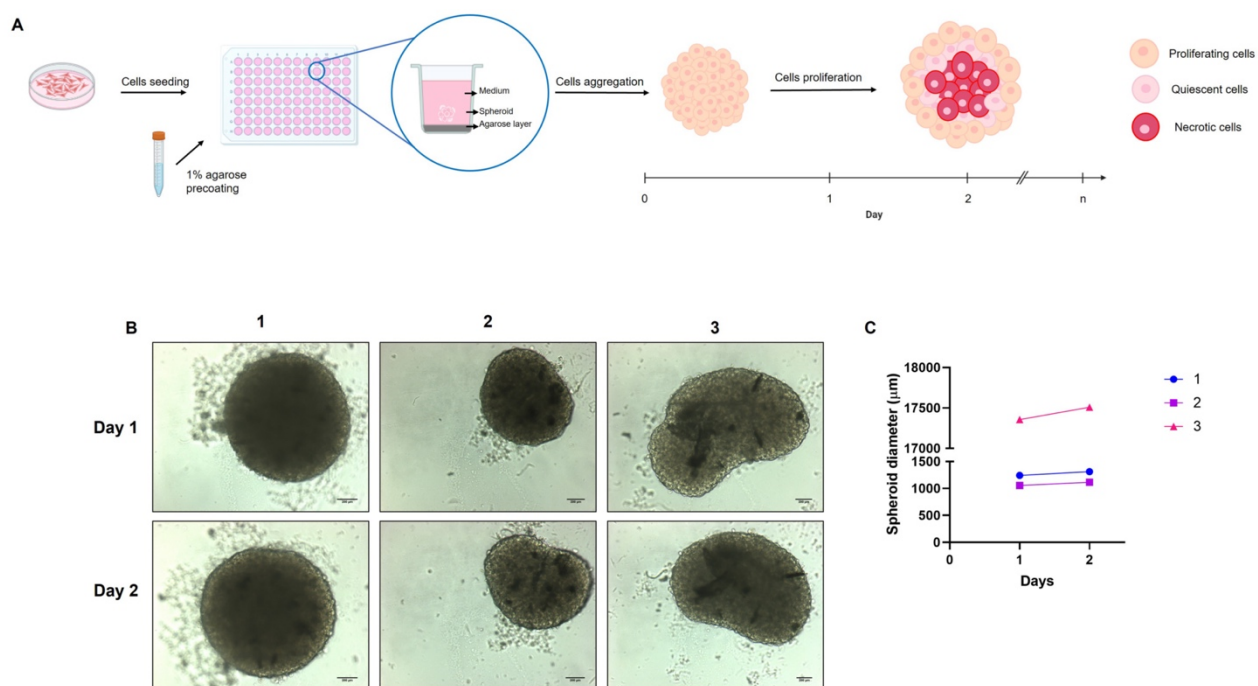 A
Cells seeding
1% agarose
precoating
Medium
Spheroid
Agarose layer
Cells aggregation
Cells proliferation
Proliferating cells
Quiescent cells
Necrotic cells
0
1
2
n
Day
B
1
2
3
Day 1
Day 2
C
Spheroid diameter (μm)
18000
17500
17000
1500
1000
500
0
0
1
2
Days
1
2
3